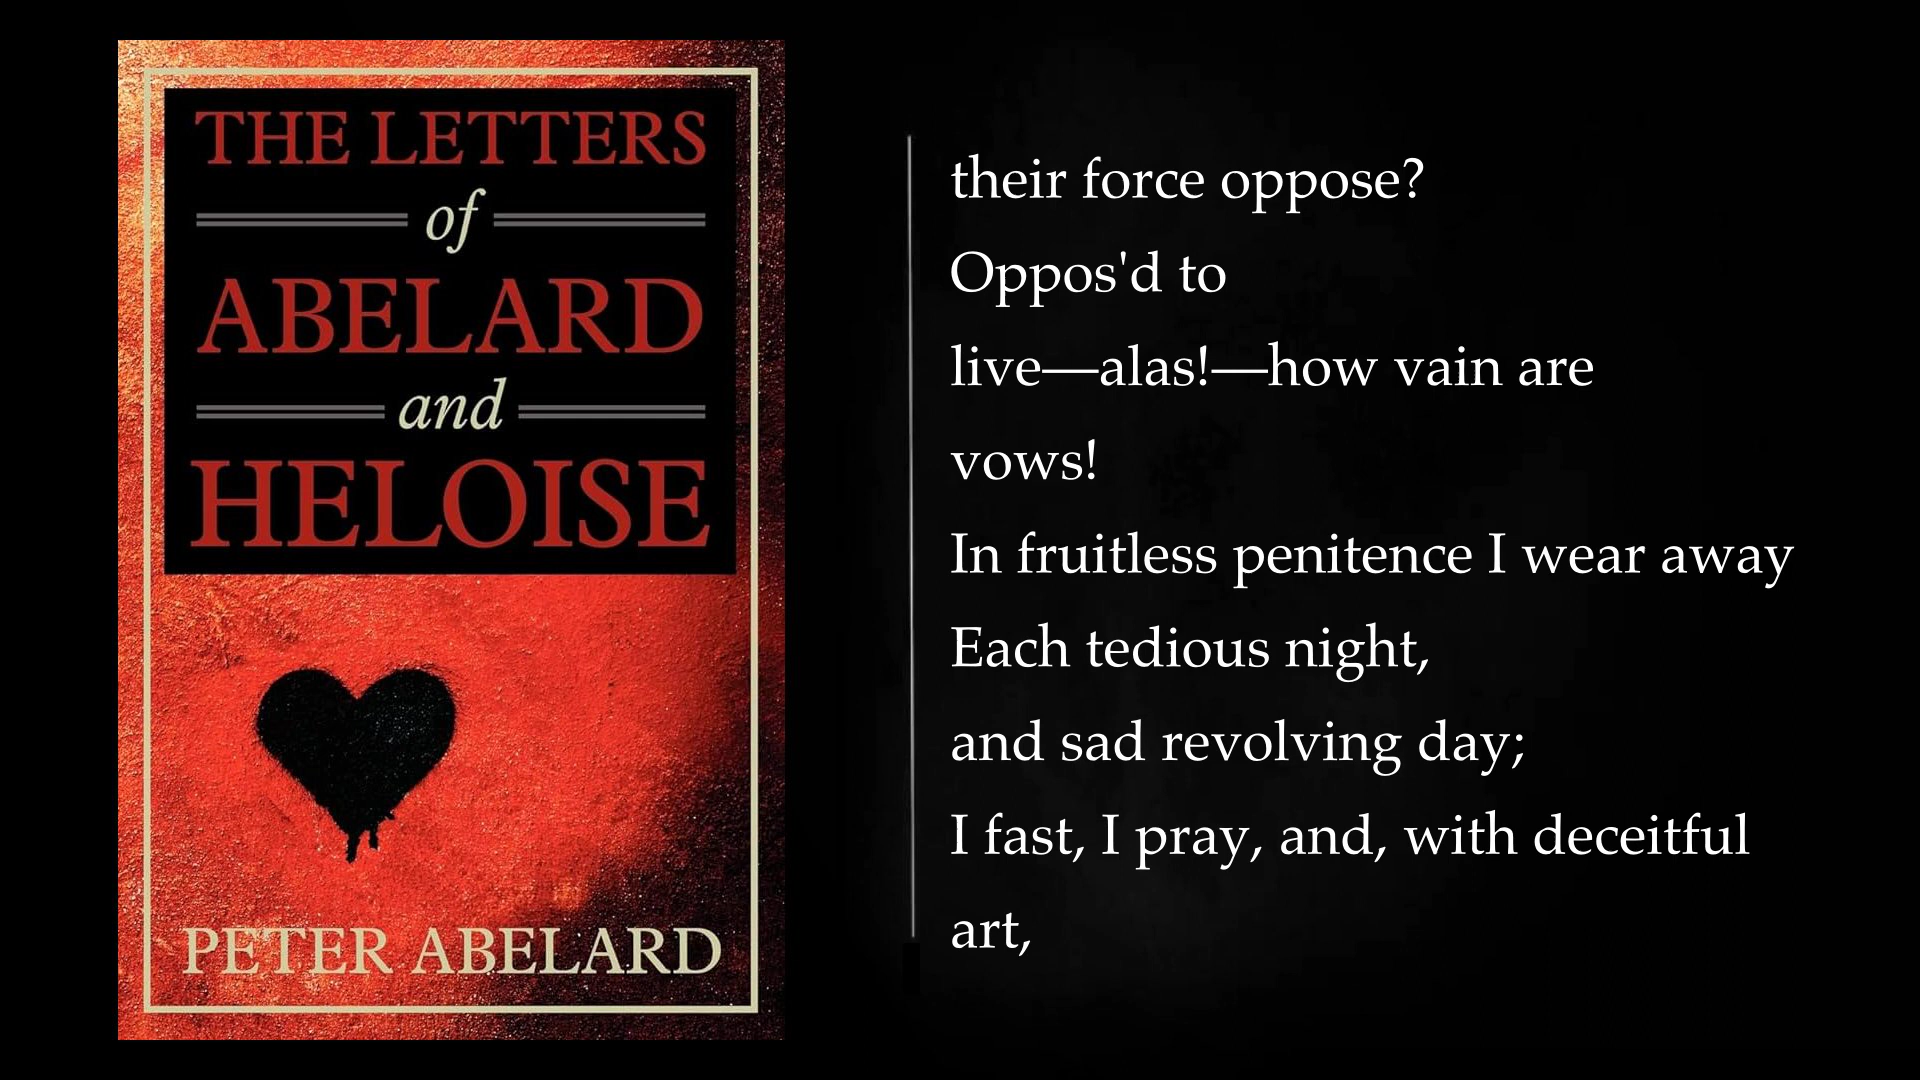 THE LETTERS
of
ABELARD
and
HELOISE
PETER ABELARD
their force oppose?
Oppos'd to
live—alas!—how vain are
vows!
In fruitless penitence I wear away
Each tedious night,
and sad revolving day;
I fast, I pray, and, with deceitful
art,